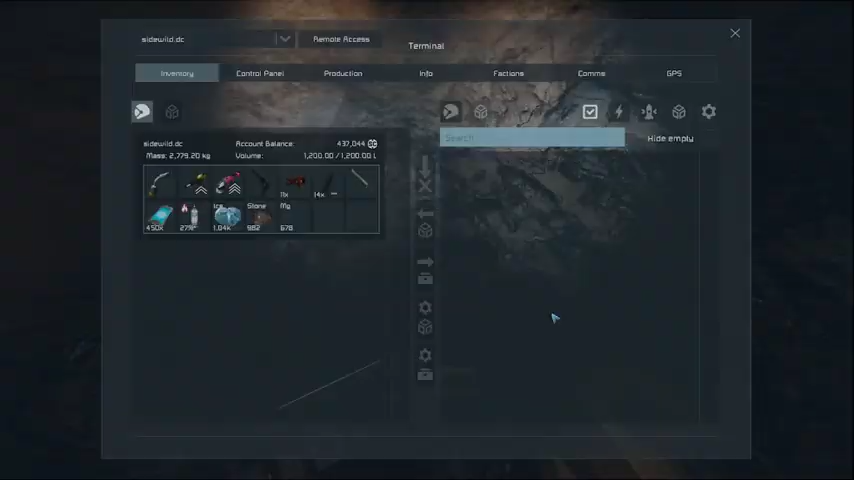 sidewild.dc
Remote Access
Terminal
Inventory
Control Panel
Production
Info
Factions
Comms
GPS
Search
Hide empty
sidewild.dc
Account Balance: 437,044
Mass: 2,779.20 kg
Volume: 1,200.00 / 1,200.00 L
11x
14x
Ice
Stone
Mg
450x
27%
1.04k
982
678